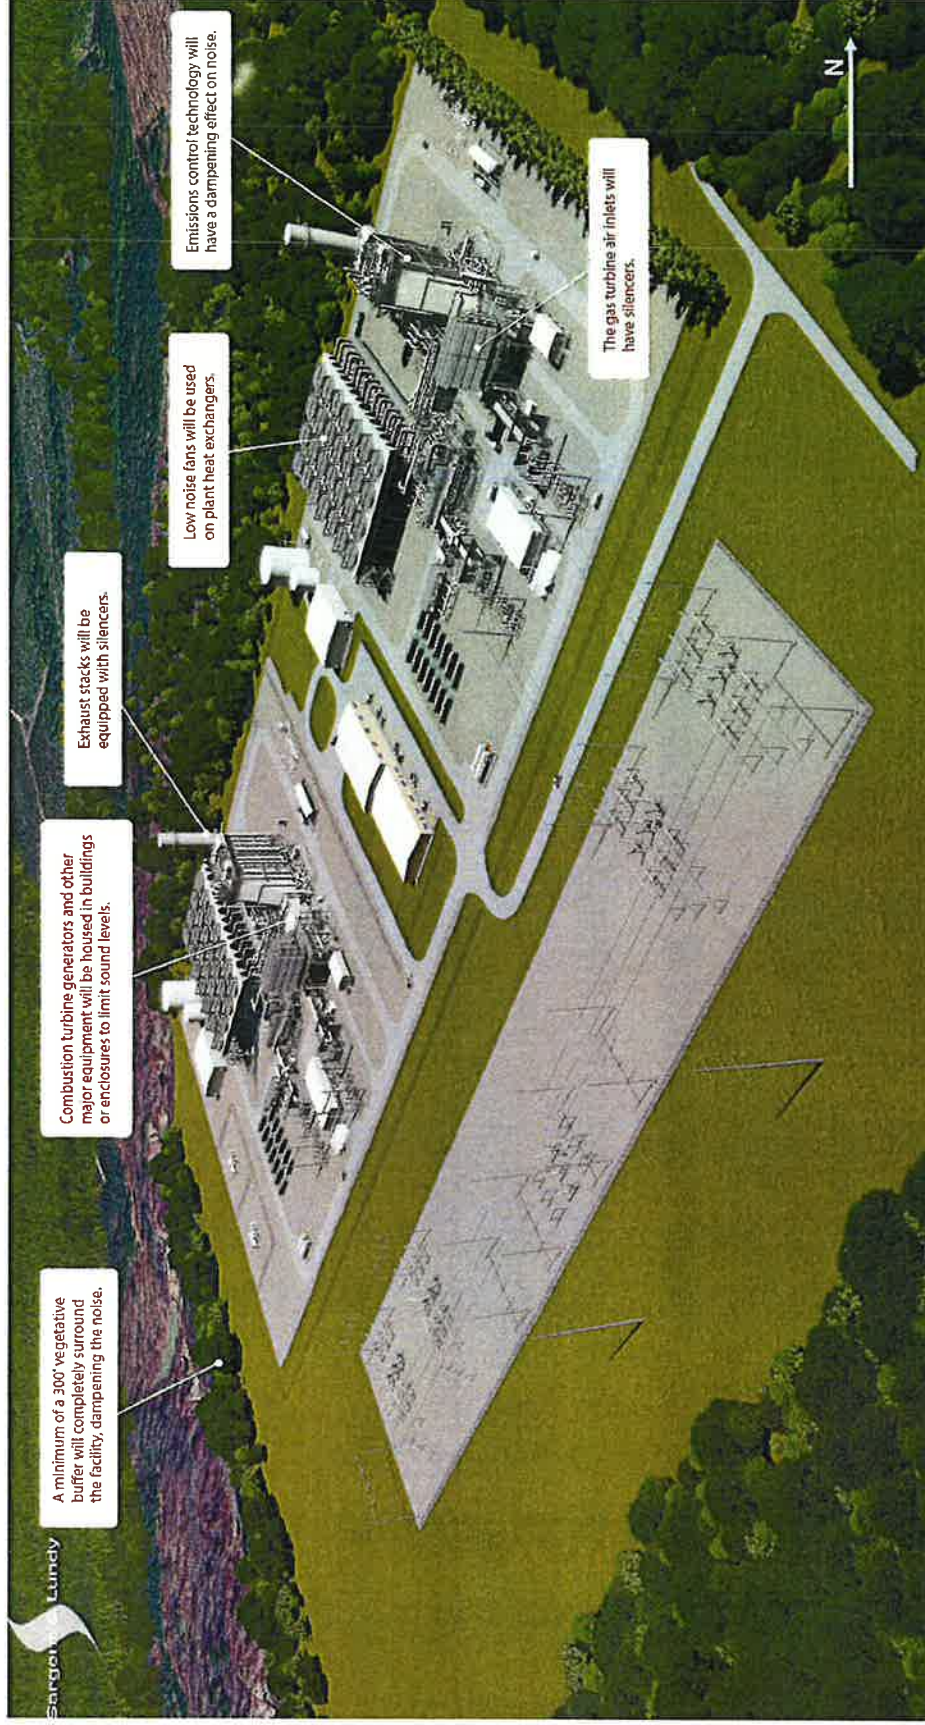 Sargent & Lundy
A minimum of a 300' vegetative
buffer will completely surround
the facility, dampening the noise.
Combustion turbine generators and other
major equipment will be housed in buildings
or enclosures to limit sound levels.
Exhaust stacks will be
equipped with silencers.
Low noise fans will be used
on plant heat exchangers.
Emissions control technology will
have a dampening effect on noise.
The gas turbine air inlets will
have silencers.
N